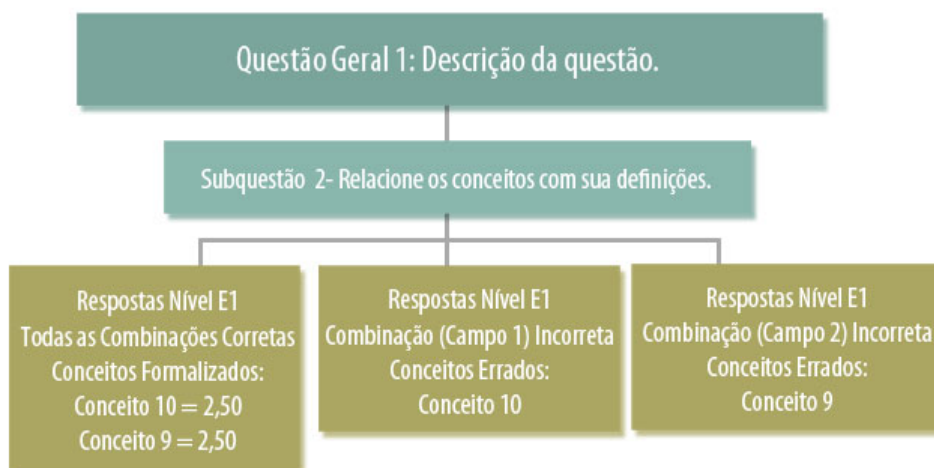 Questão Geral 1: Descrição da questão.
Subquestão 2- Relacione os conceitos com sua definições.
Respostas Nível E1
Todas as Combinações Corretas
Conceitos Formalizados:
Conceito 10 = 2,50
Conceito 9 = 2,50
Respostas Nível E1
Combinação (Campo 1) Incorreta
Conceitos Errados:
Conceito 10
Respostas Nível E1
Combinação (Campo 2) Incorreta
Conceitos Errados:
Conceito 9